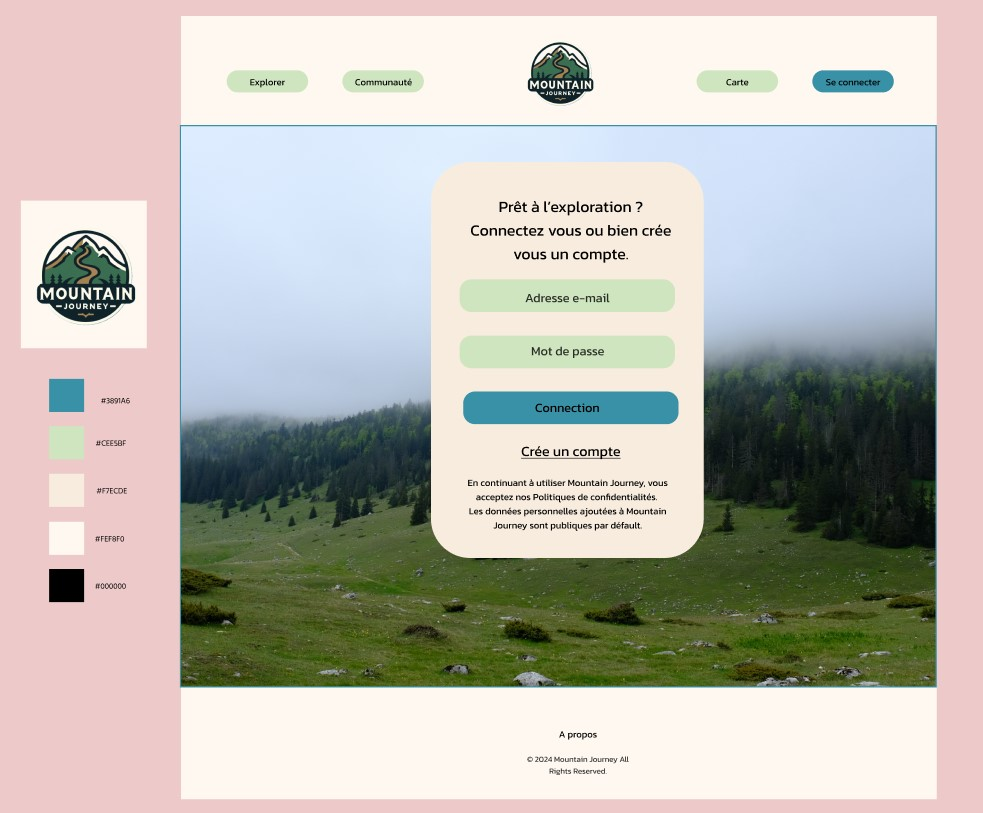 Explorer
Communauté
MOUNTAIN
JOURNEY
Carte
Se connecter
Prêt à l'exploration ?
Connectez vous ou bien crée
vous un compte.
Adresse e-mail
Mot de passe
Connection
Crée un compte
En continuant à utiliser Mountain Journey, vous
acceptez nos Politiques de confidentialités.
Les données personnelles ajoutées à Mountain
Journey sont publiques par défault.
MOUNTAIN
JOURNEY
#3891A6
#CEE5BF
#F7ECDE
#FEF8F0
#000000
A propos
© 2024 Mountain Journey All
Rights Reserved